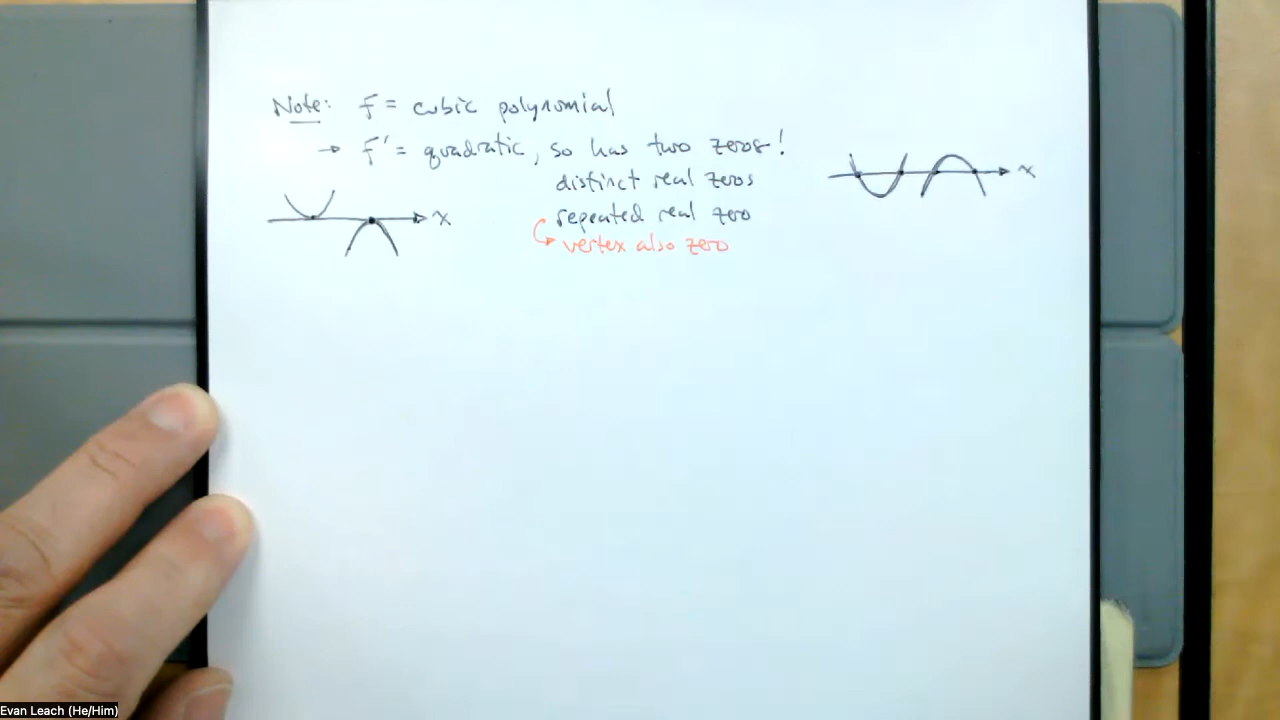 Note: f = cubic polynomial
→ f' = quadratic, so has two zeros!
distinct real zeros
x
repeated real zero
x
vertex also zero
Evan Leach (He/Him)